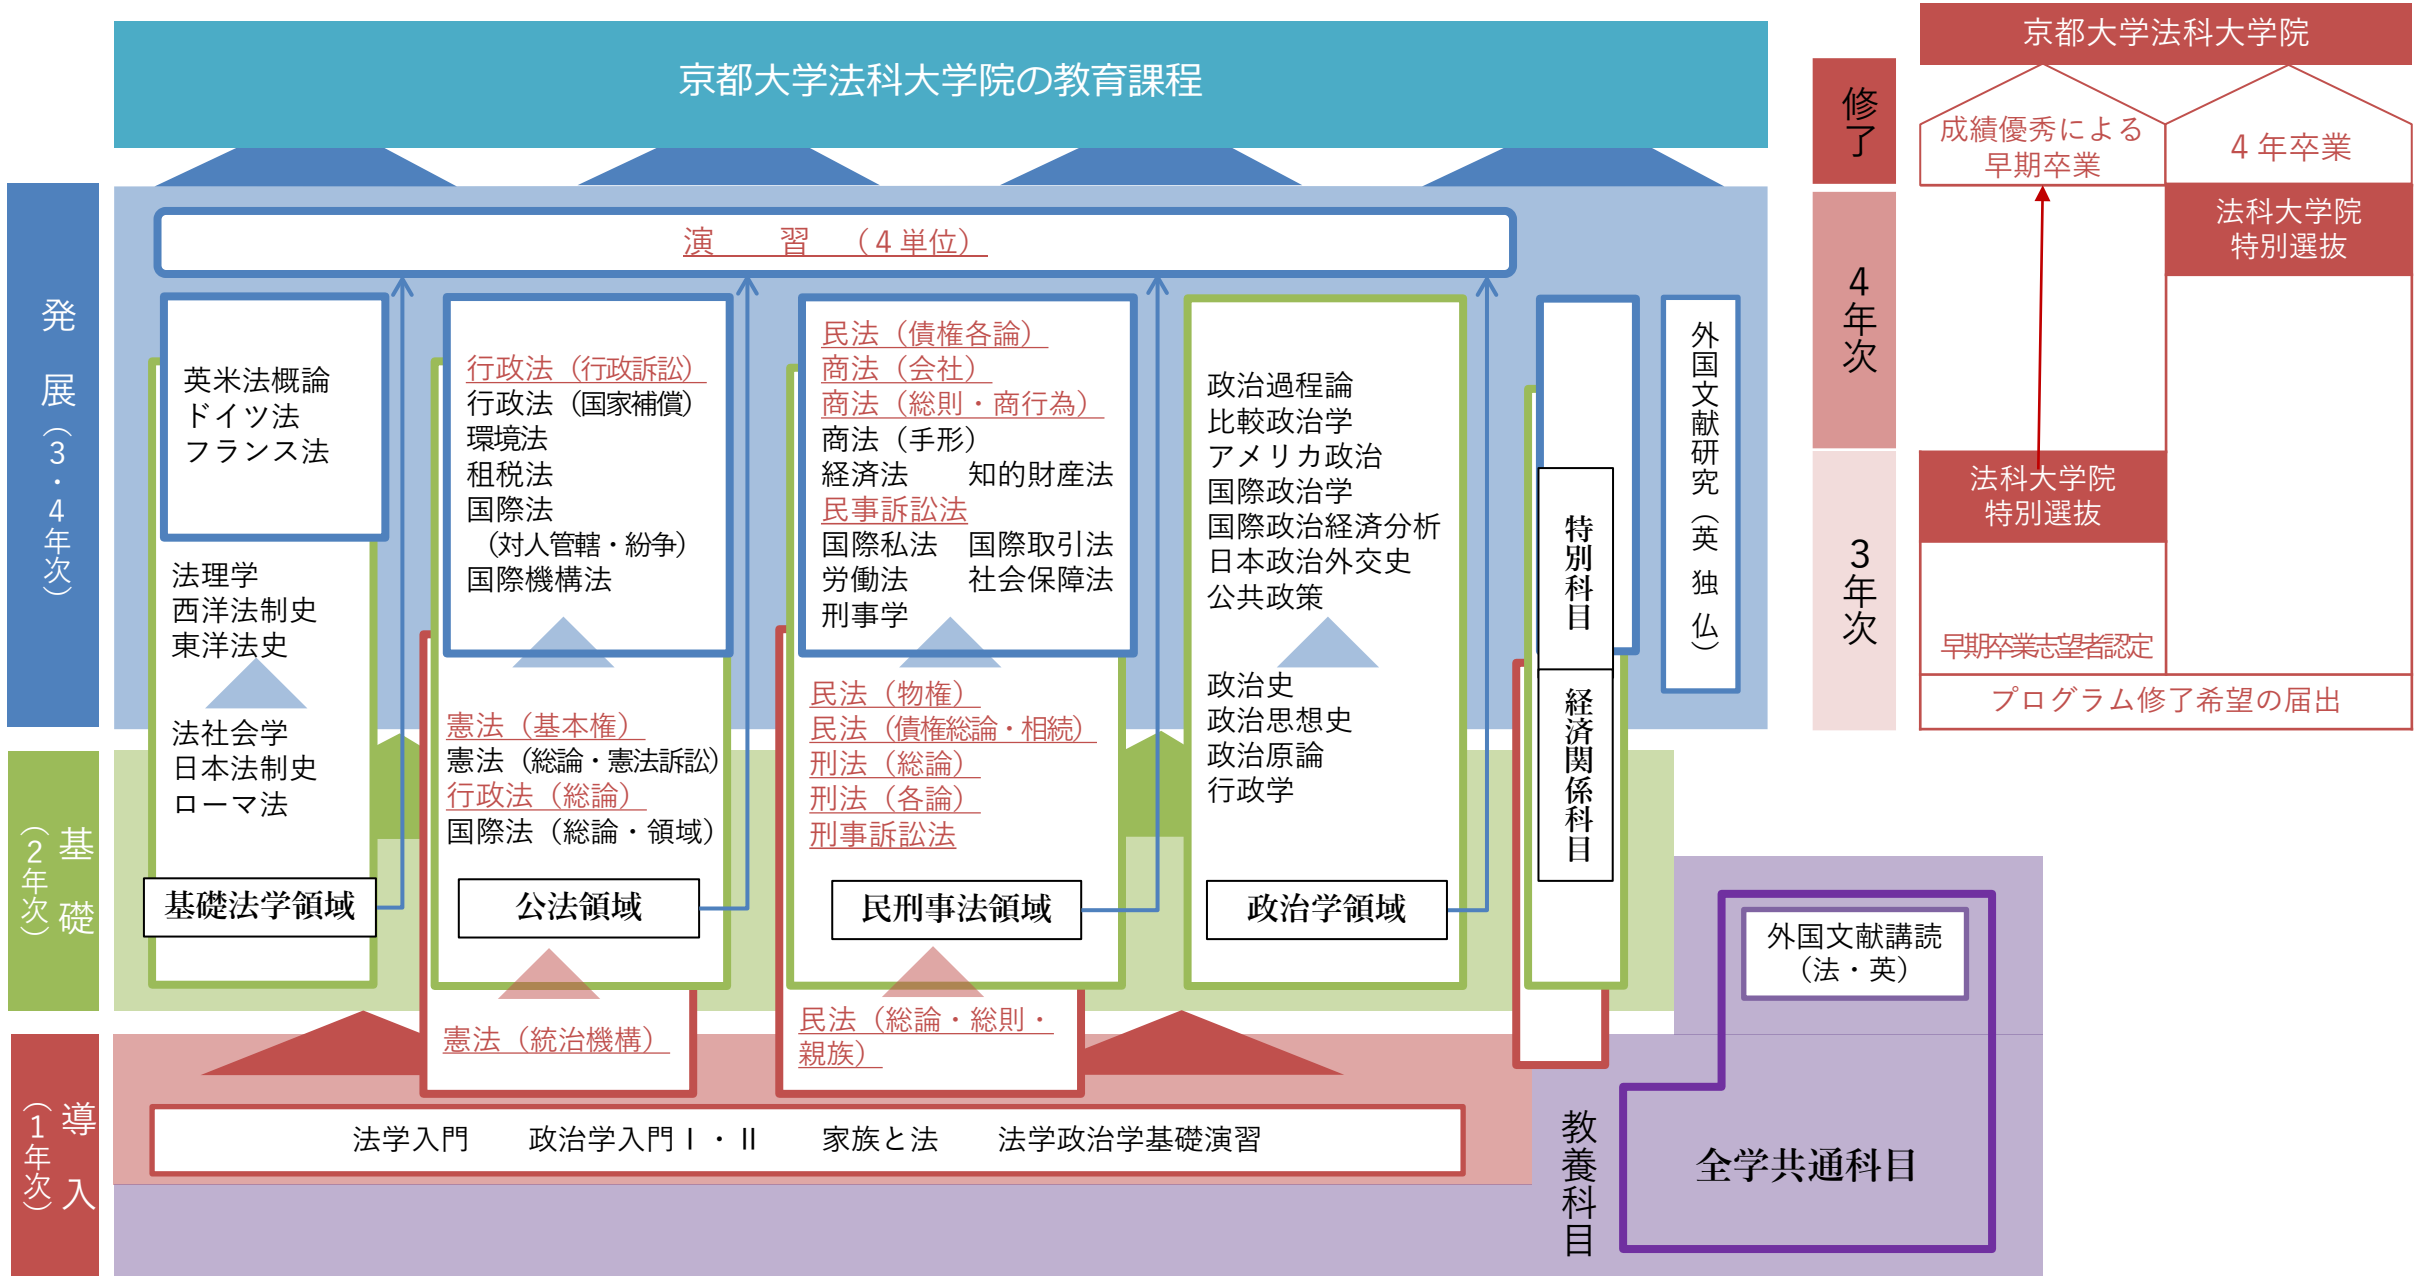 京都大学法科大学院の教育課程
発　展（3・4年次）
演　　習　（４単位）
英米法概論
ドイツ法
フランス法
法理学
西洋法制史
東洋法史
法社会学
日本法制史
ローマ法
基礎法学領域
行政法（行政訴訟）
行政法（国家補償）
環境法
租税法
国際法
（対人管轄・紛争）
国際機構法
憲法（基本権）
憲法（総論・憲法訴訟）
行政法（総論）
国際法（総論・領域）
公法領域
憲法（統治機構）
民法（債権各論）
商法（会社）
商法（総則・商行為）
商法（手形）
経済法　　知的財産法
民事訴訟法
国際私法　国際取引法
労働法　　社会保障法
刑事学
民法（物権）
民法（債権総論・相続）
刑法（総論）
刑法（各論）
刑事訴訟法
民刑事法領域
民法（総論・総則・
親族）
政治過程論
比較政治学
アメリカ政治
国際政治学
国際政治経済分析
日本政治外交史
公共政策
政治史
政治思想史
政治原論
行政学
政治学領域
特別科目
経済関係科目
外国文献研究（英　独　仏）
基　礎
（2年次）
導　入
（1年次）
法学入門　　政治学入門Ⅰ・Ⅱ　　家族と法　　法学政治学基礎演習
教養科目
外国文献講読
（法・英）
全学共通科目
修了
4年次
3年次
京都大学法科大学院
成績優秀による
早期卒業
４年卒業
法科大学院
特別選抜
法科大学院
特別選抜
早期卒業志望者認定
プログラム修了希望の届出